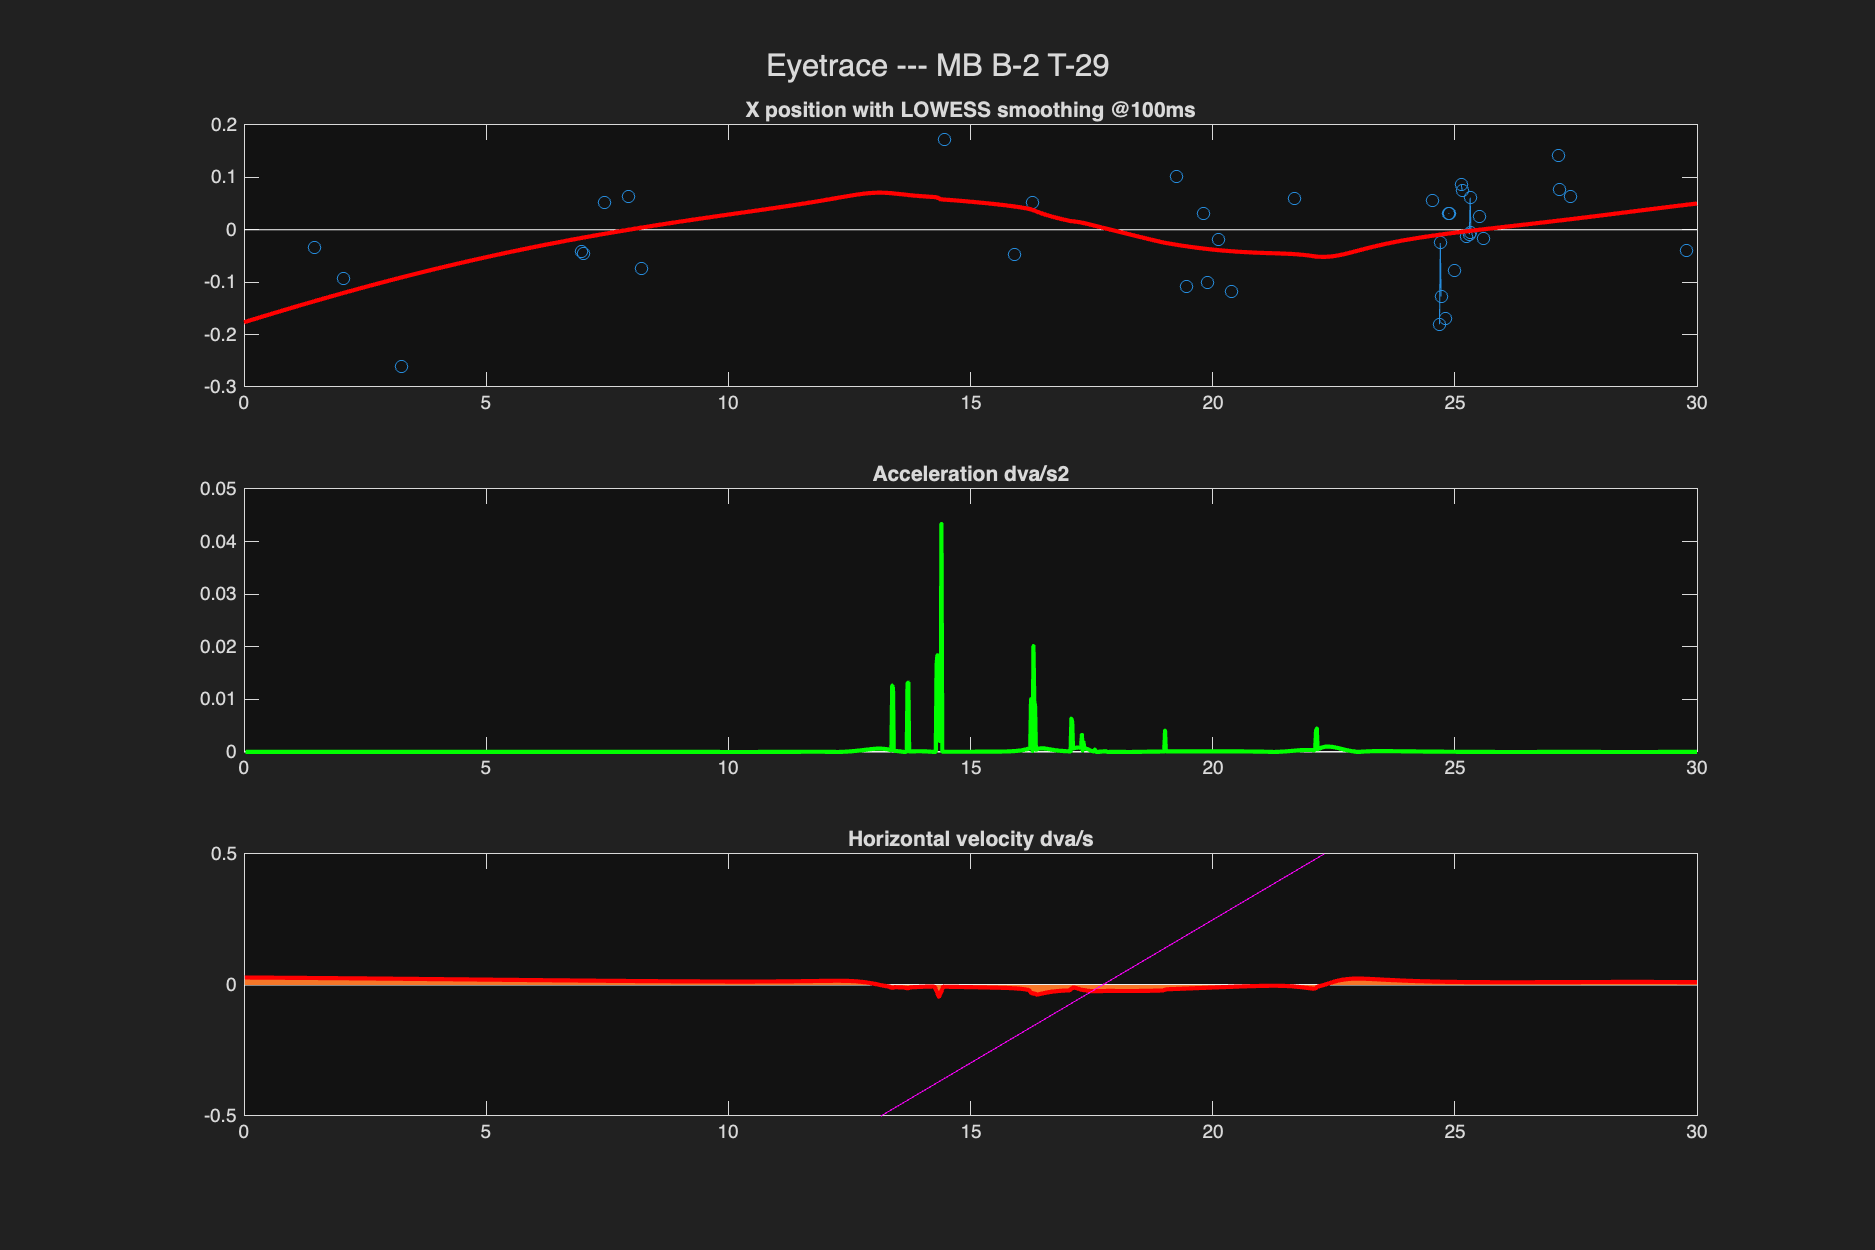 Eyetrace --- MB B-2 T-29
X position with LOWESS smoothing @100ms
0.2
0.1
0
-0.1
-0.2
-0.3
0 5 10 15 20 25 30
Acceleration dva/s2
0.05
0.04
0.03
0.02
0.01
0
0 5 10 15 20 25 30
Horizontal velocity dva/s
0.5
0
-0.5
0 5 10 15 20 25 30